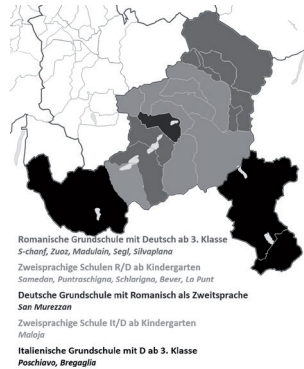 Romanische Grundschule mit Deutsch ab 3. Klasse
S-chanf, Zuoz, Madulain, Segl, Silvaplana
Zweisprachige Schulen R/D ab Kindergarten
Samedan, Puntraschigna, Schlarigna, Bever, La Punt
Deutsche Grundschule mit Romanisch als Zweitsprache
San Murezzan
Zweisprachige Schule It/D ab Kindergarten
Maloja
Italienische Grundschule mit D ab 3. Klasse
Poschiavo, Bregaglia